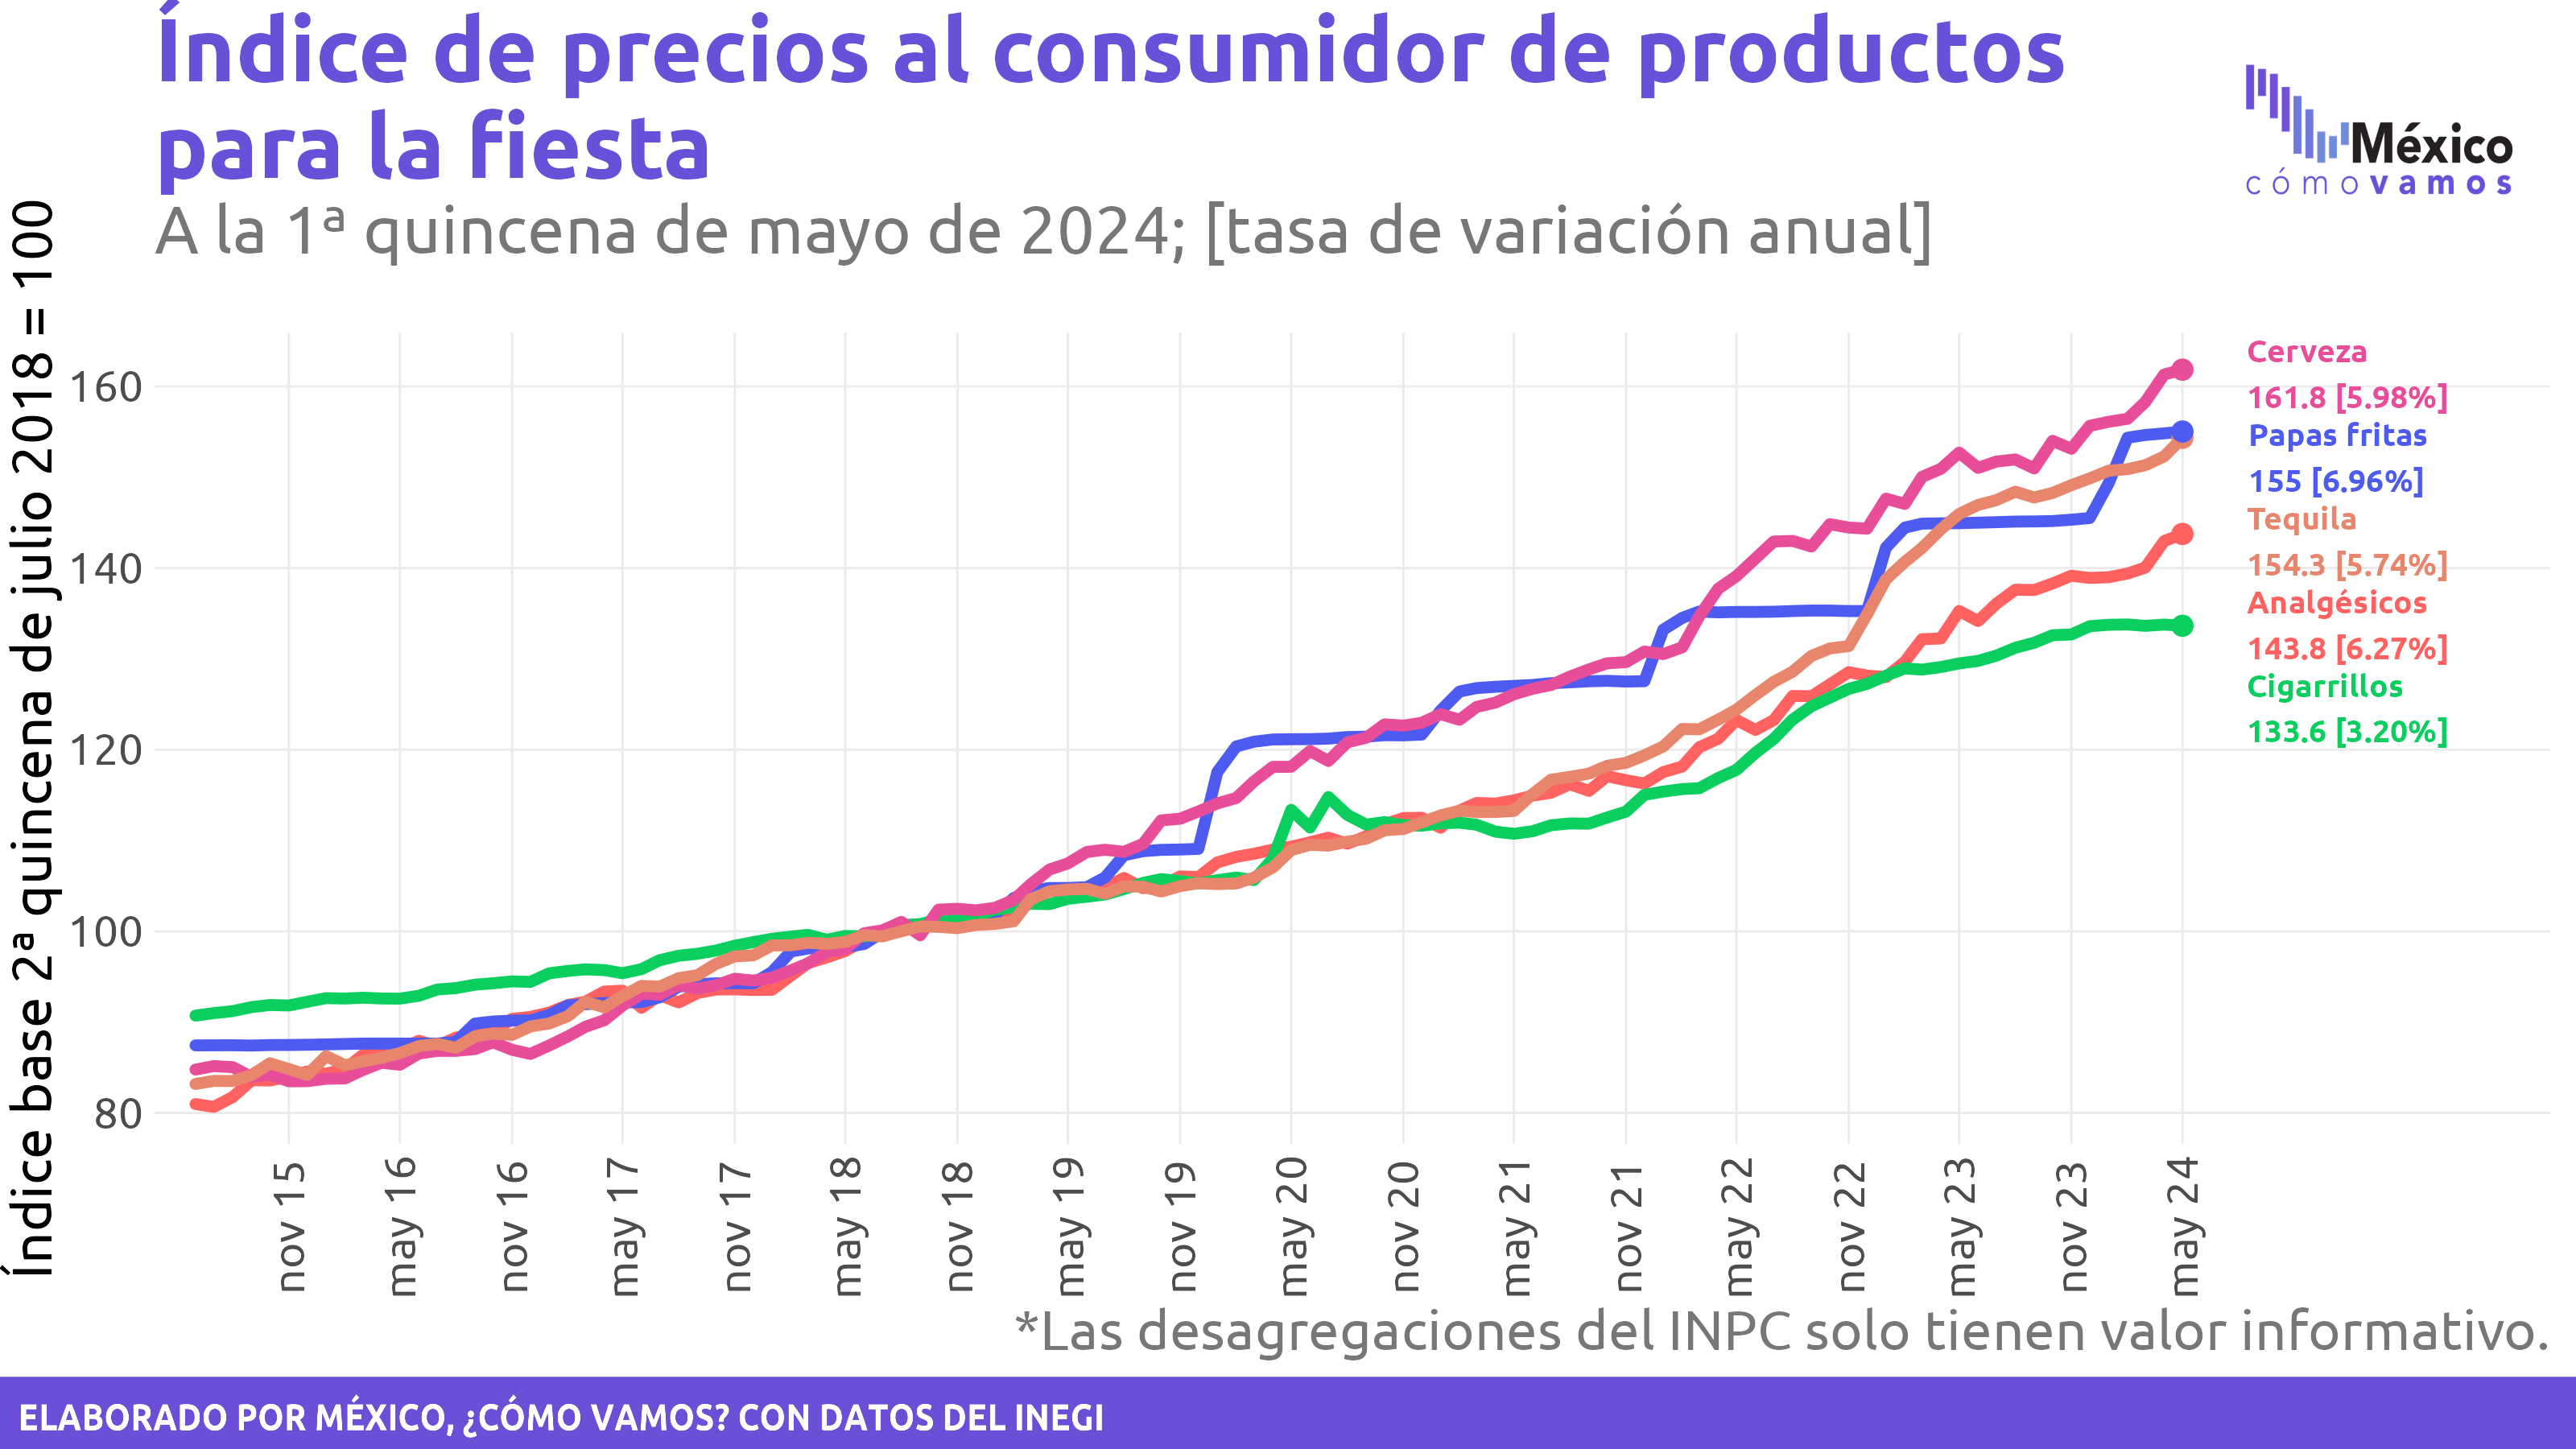 Índice de precios al consumidor de productos
para la fiesta
A la 1ª quincena de mayo de 2024; [tasa de variación anual]
México
cómo vamos
Índice base 2ª quincena de julio 2018 = 100
160
140
120
100
80
Cerveza
161.8 [5.98%]
Papas fritas
155 [6.96%]
Tequila
154.3 [5.74%]
Analgésicos
143.8 [6.27%]
Cigarrillos
133.6 [3.20%]
nov 15
may 16
nov 16
may 17
nov 17
may 18
nov 18
may 19
nov 19
may 20
nov 20
may 21
nov 21
may 22
nov 22
may 23
nov 23
may 24
*Las desagregaciones del INPC solo tienen valor informativo.
ELABORADO POR MÉXICO, ¿CÓMO VAMOS? CON DATOS DEL INEGI